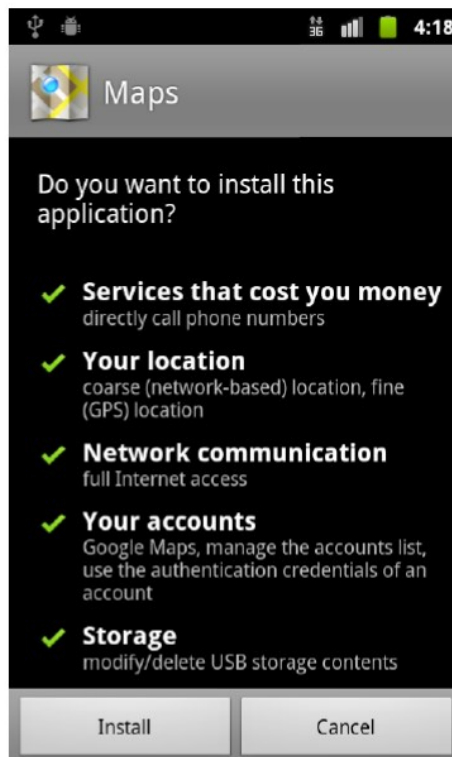 3G 4:18
Maps
Do you want to install this
application?
Services that cost you money
directly call phone numbers
Your location
coarse (network-based) location, fine
(GPS) location
Network communication
full Internet access
Your accounts
Google Maps, manage the accounts list,
use the authentication credentials of an
account
Storage
modify/delete USB storage contents
Install Cancel